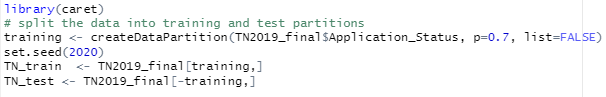 library(caret)
# split the data into training and test partitions
training <- createDataPartition(TN2019_final$Application_Status, p=0.7, list=FALSE)
set.seed(2020)
TN_train  <- TN2019_final[training,]
TN_test <- TN2019_final[-training,]